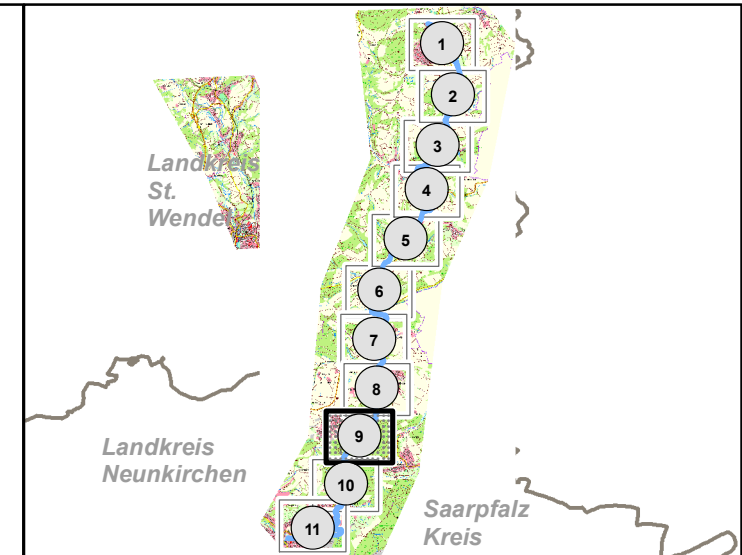 1
2
3
Landkreis
St.
Wendel
4
5
6
7
8
9
Landkreis
Neunkirchen
10
Saarpfalz
Kreis
11